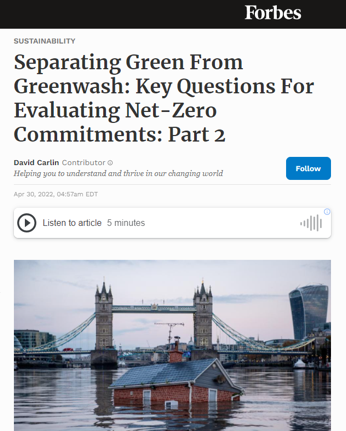 Forbes
SUSTAINABILITY
Separating Green From
Greenwash: Key Questions For
Evaluating Net-Zero
Commitments: Part 2
David Carlin Contributor
Helping you to understand and thrive in our changing world
Follow
Apr 30, 2022, 04:57am EDT
Listen to article 5 minutes